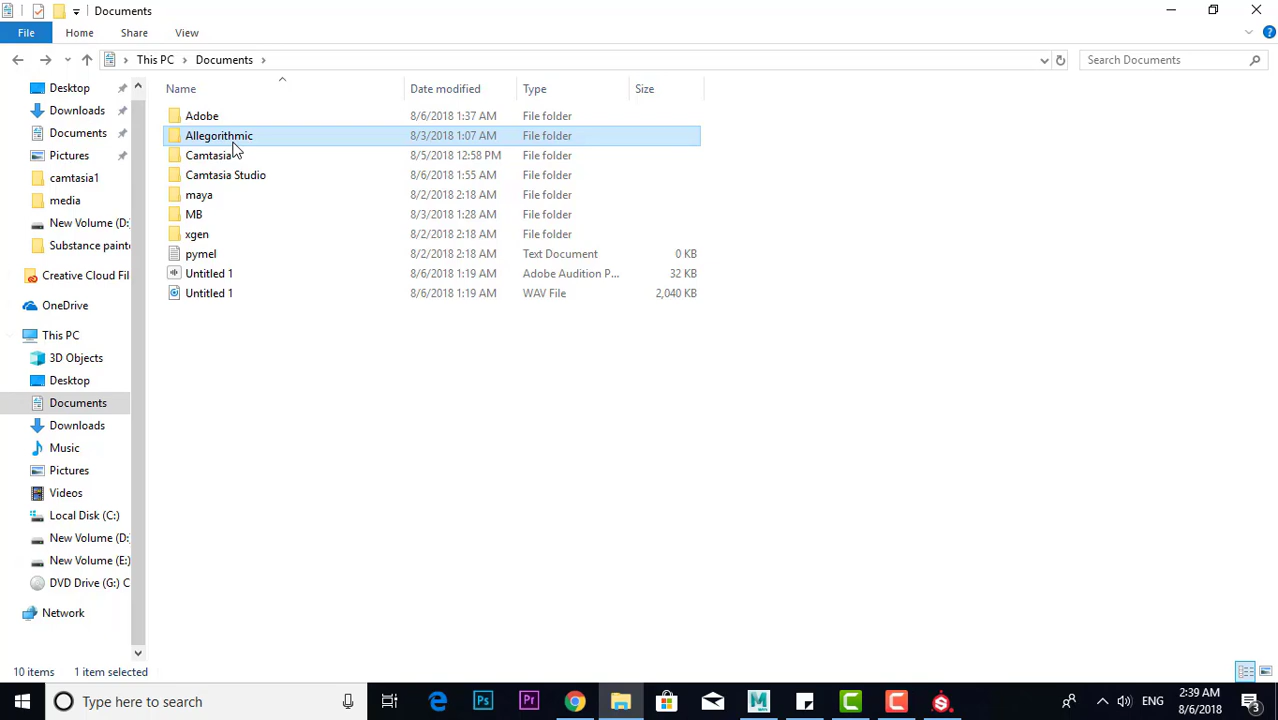 Documents
File Home Share View
This PC Documents
Search Documents
Name Date modified Type Size
Desktop
Downloads
Documents
Pictures
camtasia1
media
New Volume (D:
Substance painte
Creative Cloud Fil
OneDrive
This PC
3D Objects
Desktop
Documents
Downloads
Music
Pictures
Videos
Local Disk (C:)
New Volume (D:
New Volume (E:)
DVD Drive (G:) C
Network
Adobe 8/6/2018 1:37 AM File folder
Allegorithmic 8/3/2018 1:07 AM File folder
Camtasia 8/5/2018 12:58 PM File folder
Camtasia Studio 8/6/2018 1:55 AM File folder
maya 8/2/2018 2:18 AM File folder
MB 8/3/2018 1:28 AM File folder
xgen 8/2/2018 2:18 AM File folder
pymel 8/2/2018 2:18 AM Text Document 0 KB
Untitled 1 8/6/2018 1:19 AM Adobe Audition P... 32 KB
Untitled 1 8/6/2018 1:19 AM WAV File 2,040 KB
10 items 1 item selected
Type here to search
Ps
Pr
M
C
C
ENG
2:39 AM
8/6/2018
3